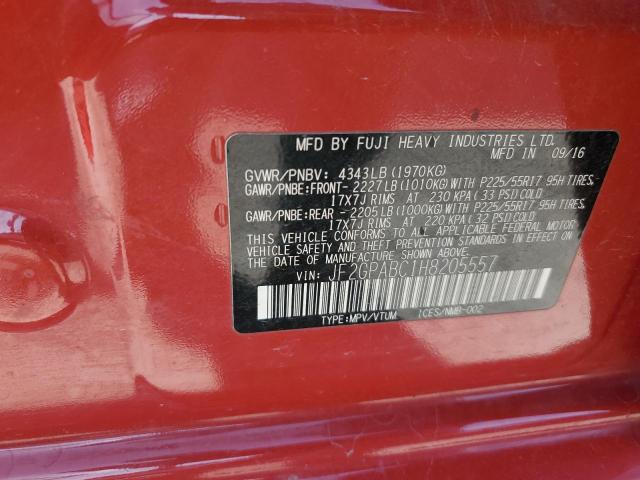 MFD BY FUJI HEAVY INDUSTRIES LTD.
MFD IN 09/16
GVWR/PNBV: 4343LB(1970KG)
GAWR/PNBE:FRONT-2227LB(1010KG)WITH P225/55R17 95H TIRES,
17X7J RIMS AT 230 KPA(33 PSI)COLD
GAWR/PNBE:REAR -2205LB(1000KG)WITH P225/55R17 95H TIRES,
17X7J RIMS AT 220 KPA(32 PSI)COLD
THIS VEHICLE CONFORMS TO ALL APPLICABLE FEDERAL MOTOR
VEHICLE SAFETY AND THEFT PREVENTION STANDARDS IN EFFECT ON
THE DATE OF MANUFACTURE SHOWN ABOVE.
VIN: JF2GPABC1H8205557
TYPE:MPV/VTUM ICES/NMB-002